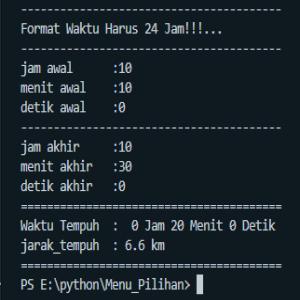 ----------------------------------------
Format Waktu Harus 24 Jam!!!...
----------------------------------------
jam awal     :10
menit awal   :10
detik awal   :0
----------------------------------------
jam akhir    :10
menit akhir  :30
detik akhir  :0
========================================
Waktu Tempuh  :  0 Jam 20 Menit 0 Detik
jarak_tempuh  : 6.6 km
========================================
PS E:\python\Menu_Pilihan>